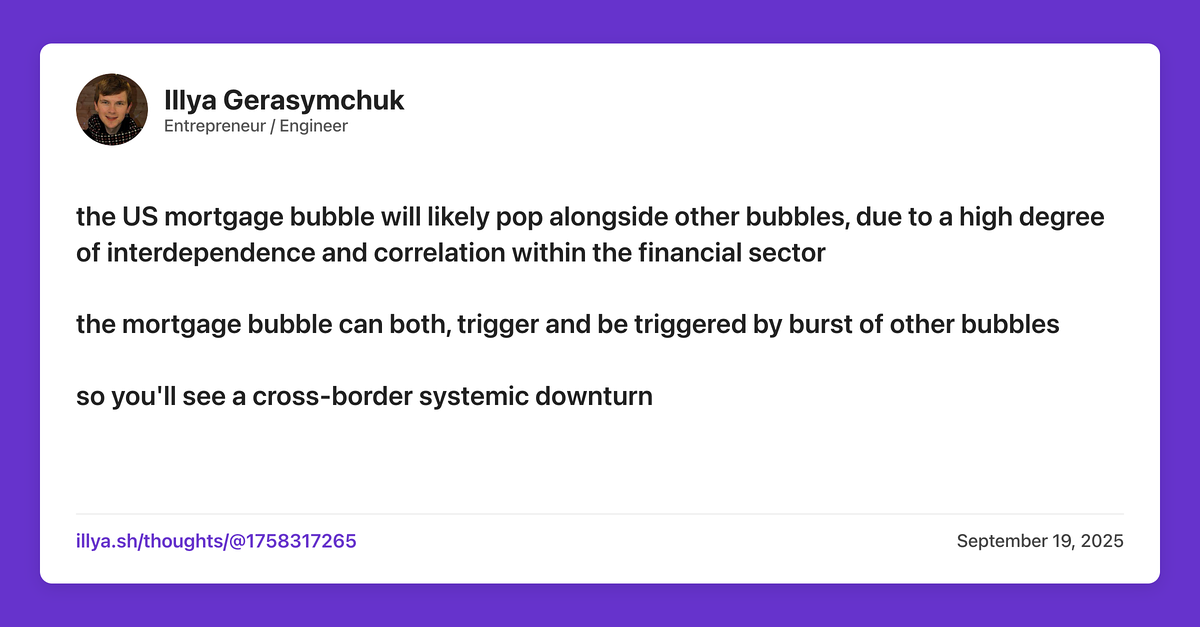 Illya Gerasymchuk
Entrepreneur / Engineer
the US mortgage bubble will likely pop alongside other bubbles, due to a high degree
of interdependence and correlation within the financial sector
the mortgage bubble can both, trigger and be triggered by burst of other bubbles
so you'll see a cross-border systemic downturn
illya.sh/thoughts/@1758317265
September 19, 2025